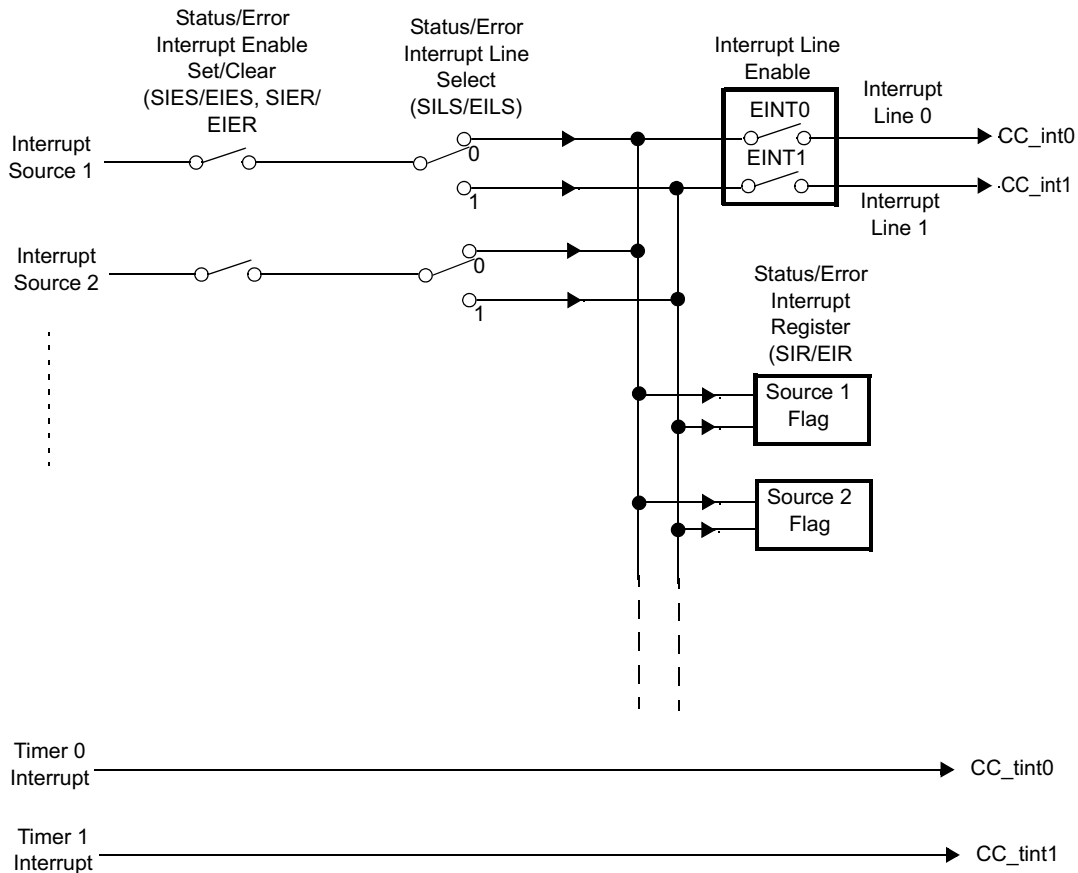 Status/Error
Interrupt Enable
Set/Clear
(SIES/EIES, SIER/
EIER
Status/Error
Interrupt Line
Select
(SILS/EILS)
Interrupt Line
Enable
EINT0
EINT1
Interrupt
Line 0
CC_int0
Interrupt
Line 1
CC_int1
Interrupt
Source 1
0
1
Interrupt
Source 2
0
1
Status/Error
Interrupt
Register
(SIR/EIR
Source 1
Flag
Source 2
Flag
Timer 0
Interrupt
CC_tint0
Timer 1
Interrupt
CC_tint1